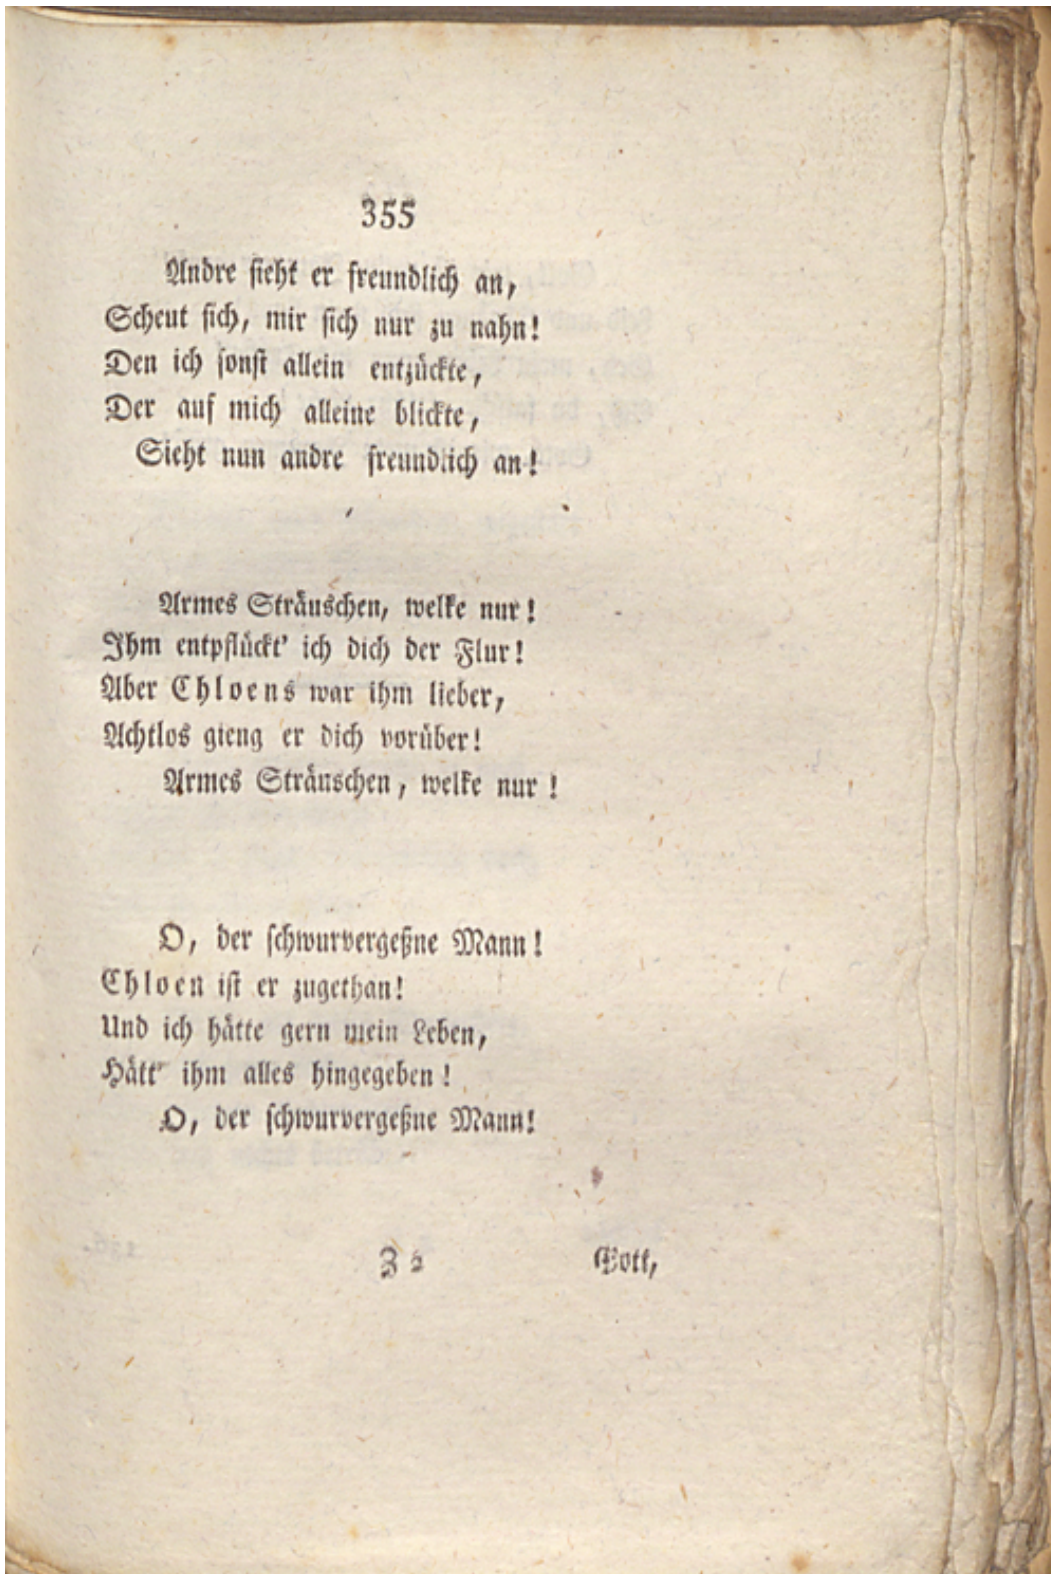 355
Andre sieht er freundlich an,
Scheut sich, mir sich nur zu nahn!
Den ich sonst allein entzückte,
Der auf mich alleine blickte,
Sieht nun andre freundlich an!
Armes Sträuschen, welke nur!
Ihm entpflückt' ich dich der Flur!
Aber Chloens war ihm lieber,
Achtlos gieng er dich vorüber!
Armes Sträuschen, welke nur!
O, der schwurvergeßne Mann!
Chloen ist er zugethan!
Und ich hätte gern mein Leben,
Hätt' ihm alles hingegeben!
O, der schwurvergeßne Mann!
Z 2 Gott,